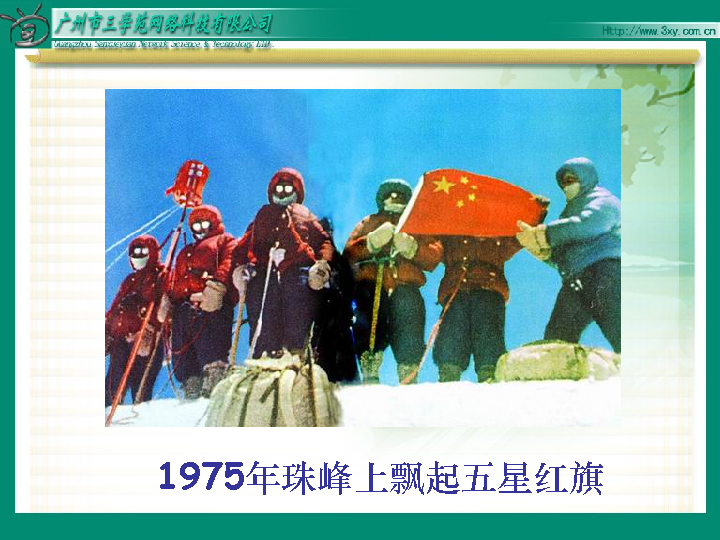 广州市三学苑网络科技有限公司
Guangzhou Sanxueyuan Network Science & Technology Ltd.
Http://www.3xy.com.cn
1975年珠峰上飘起五星红旗